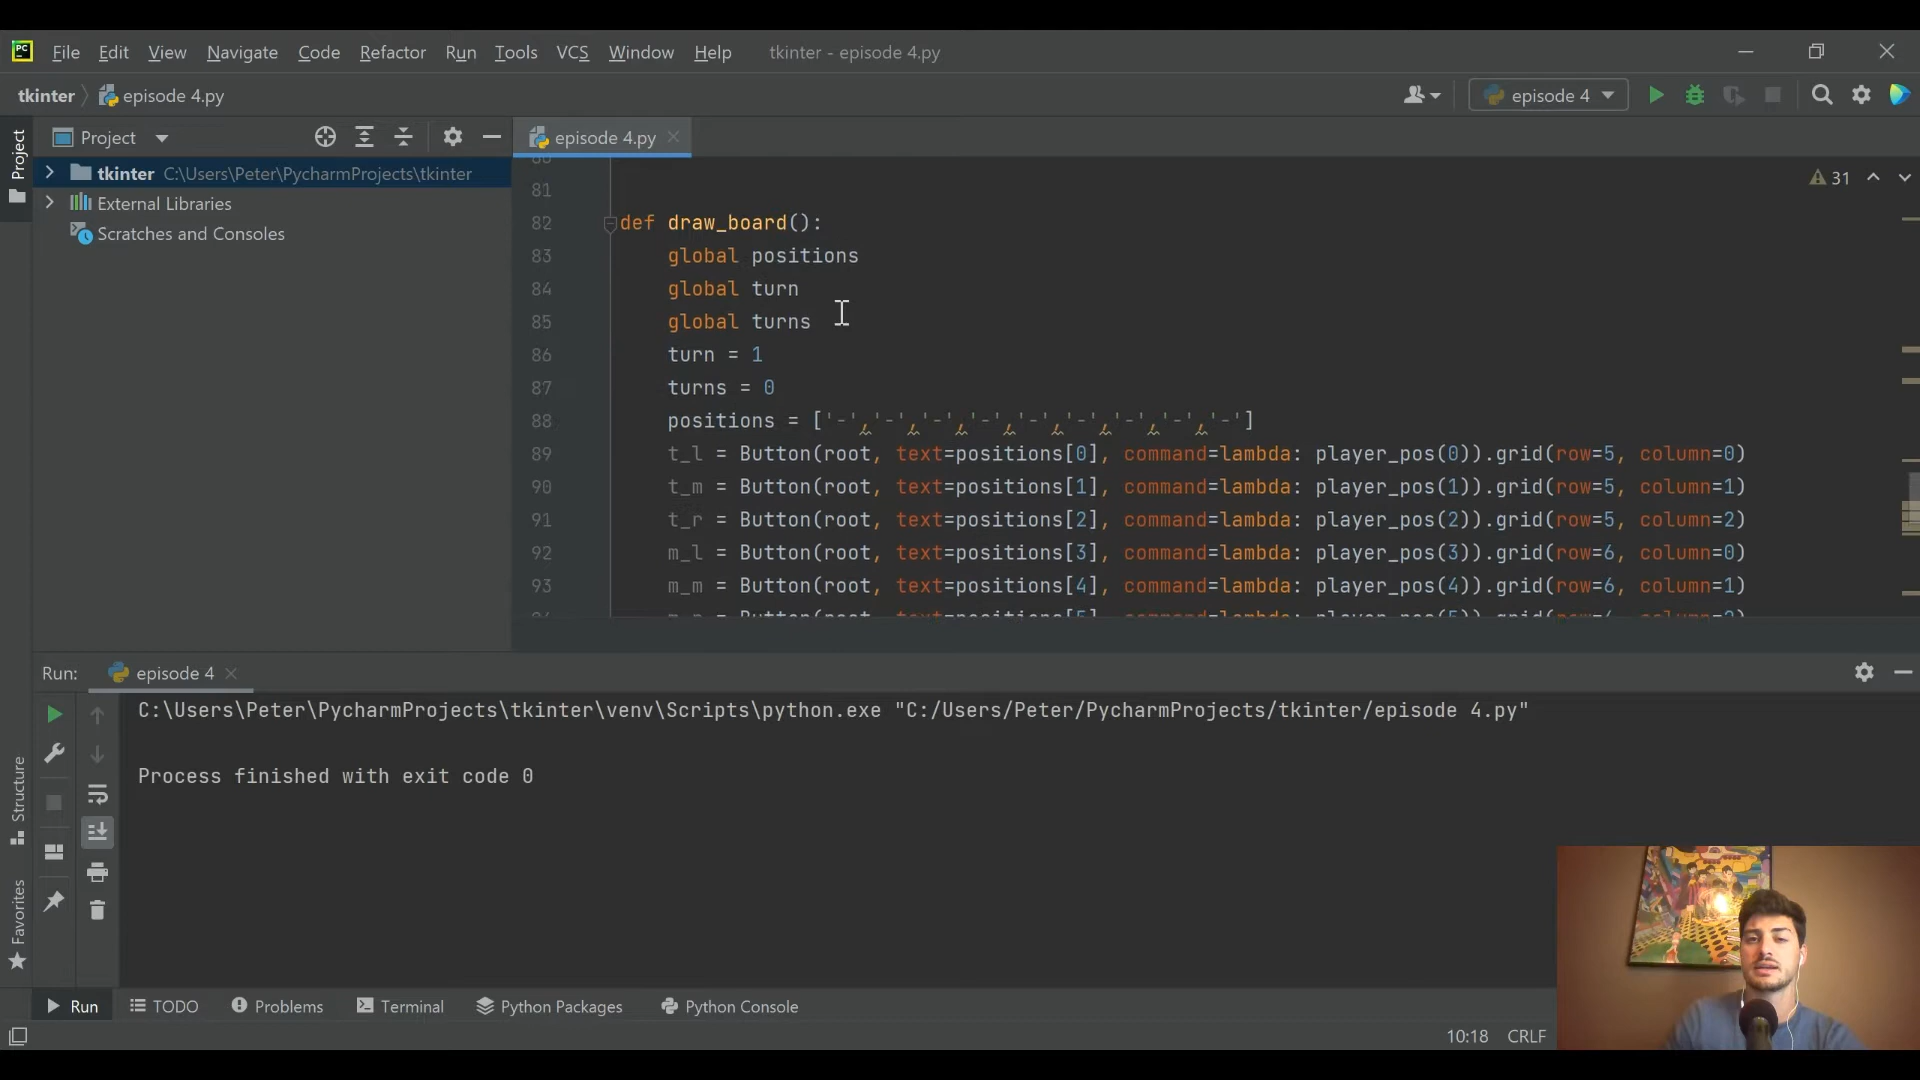 PC File Edit View Navigate Code Refactor Run Tools VCS Window Help tkinter - episode 4.py
tkinter episode 4.py episode 4
Project
Project
episode 4.py
tkinter C:\Users\Peter\PycharmProjects\tkinter
External Libraries
Scratches and Consoles
31
81
82 def draw_board():
83 global positions
84 global turn
85 global turns
86 turn = 1
87 turns = 0
88 positions = ['-','-','-','-','-','-','-','-','-']
89 t_l = Button(root, text=positions[0], command=lambda: player_pos(0)).grid(row=5, column=0)
90 t_m = Button(root, text=positions[1], command=lambda: player_pos(1)).grid(row=5, column=1)
91 t_r = Button(root, text=positions[2], command=lambda: player_pos(2)).grid(row=5, column=2)
92 m_l = Button(root, text=positions[3], command=lambda: player_pos(3)).grid(row=6, column=0)
93 m_m = Button(root, text=positions[4], command=lambda: player_pos(4)).grid(row=6, column=1)
Run: episode 4
C:\Users\Peter\PycharmProjects\tkinter\venv\Scripts\python.exe "C:/Users/Peter/PycharmProjects/tkinter/episode 4.py"
Process finished with exit code 0
Structure
Favorites
Run TODO Problems Terminal Python Packages Python Console
10:18 CRLF